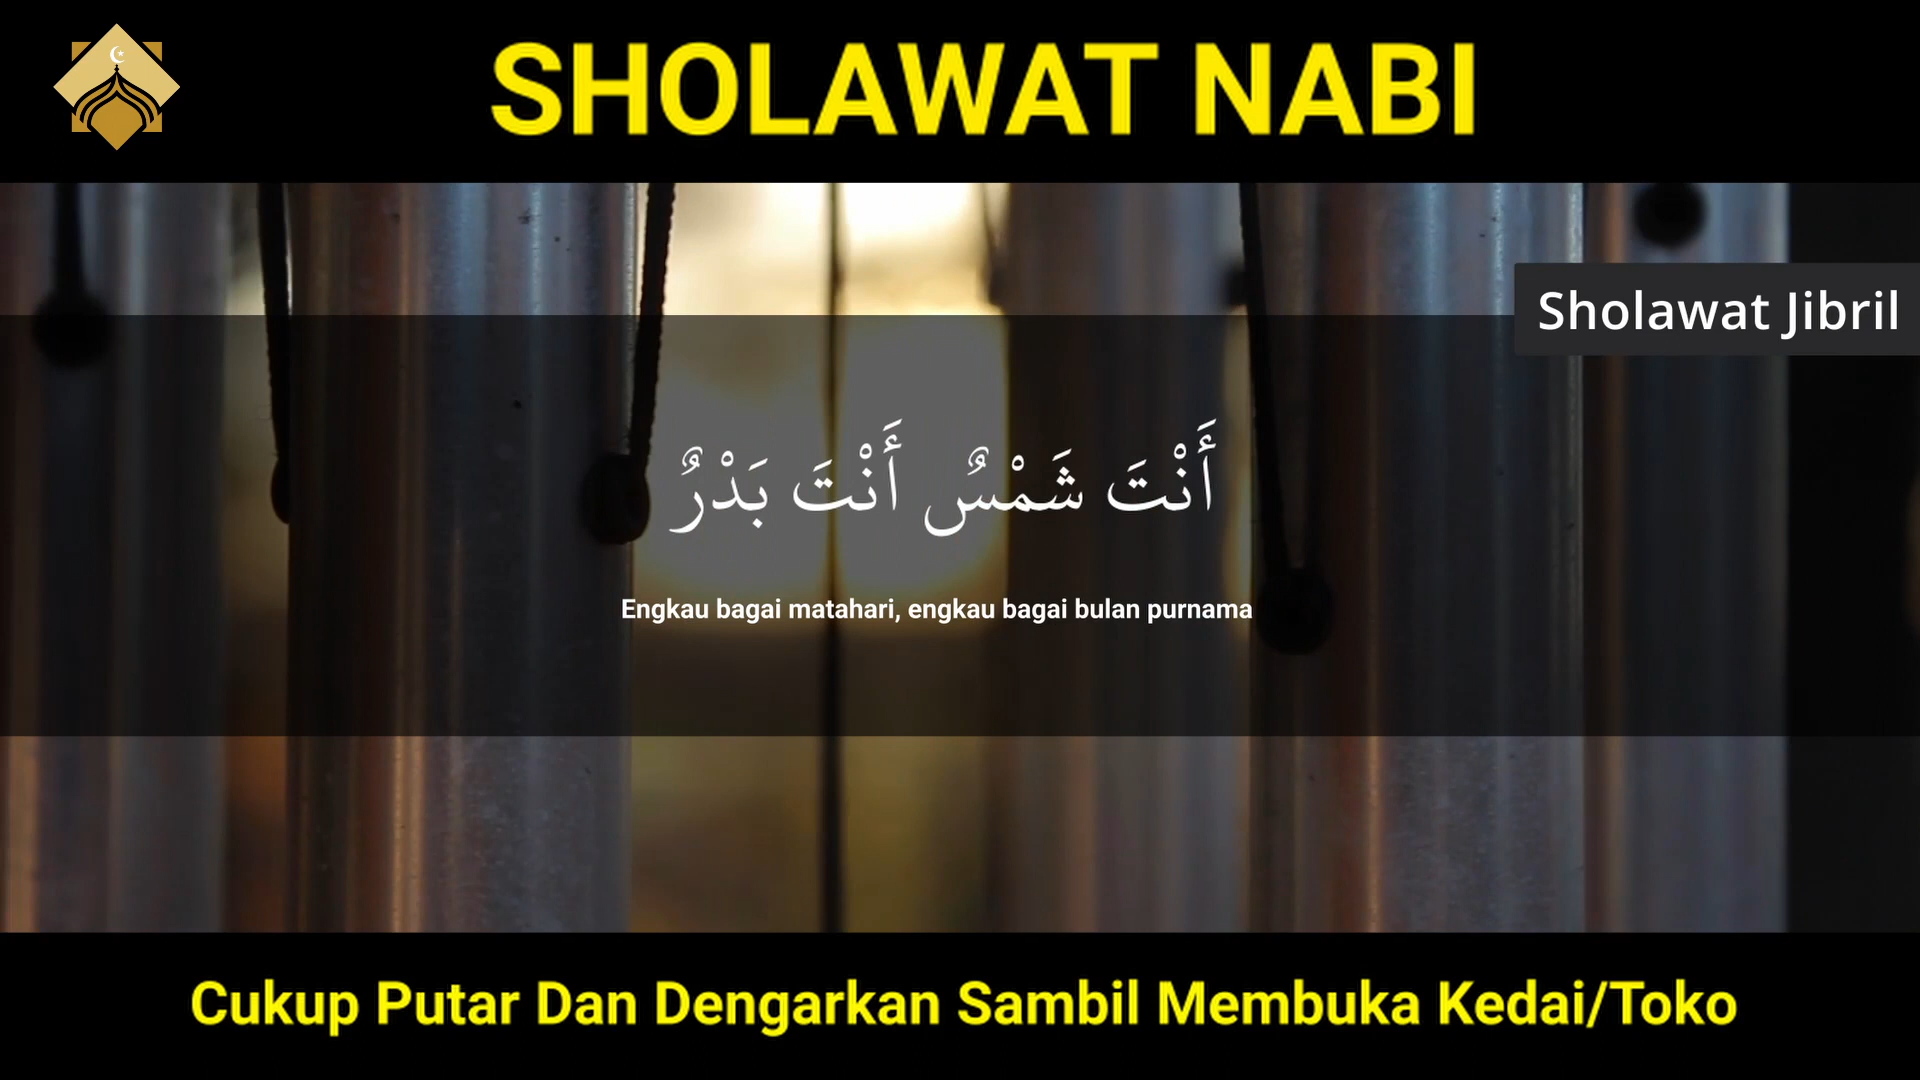 SHOLAWAT NABI
Sholawat Jibril
أَنْتَ شَمْسٌ أَنْتَ بَدْرٌ
Engkau bagai matahari, engkau bagai bulan purnama
Cukup Putar Dan Dengarkan Sambil Membuka Kedai/Toko